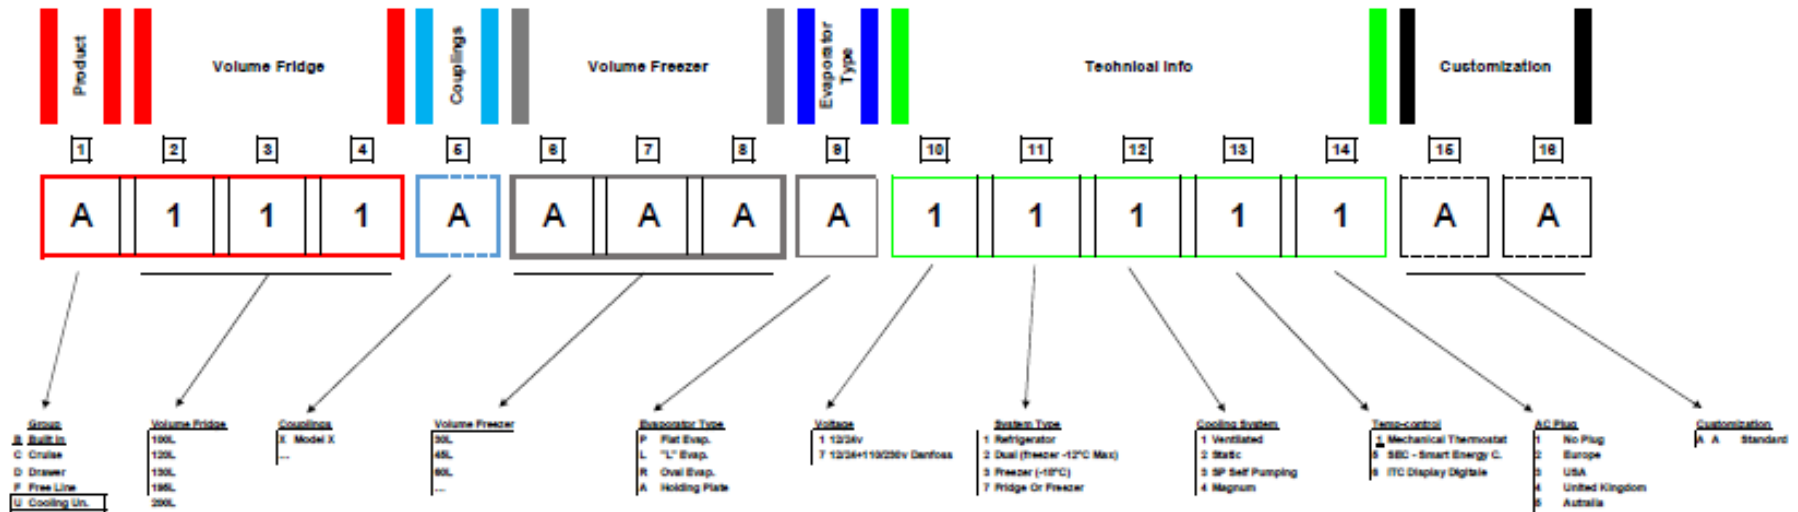 Product
Volume Fridge
Couplings
Volume Freezer
Evaporator
Type
Technical Info
Customization
1 2 3 4 5 6 7 8 9 10 11 12 13 14 15 16
A 1 1 1 A A A A A 1 1 1 1 1 A A
Group
B Built in
C Cruise
D Drawer
F Free Line
U Cooling Un.
Volume Fridge
100L
120L
130L
195L
200L
Couplings
X Model X
...
Volume Freezer
30L
45L
60L
...
Evaporator Type
P Flat Evap.
L "L" Evap.
R Oval Evap.
A Holding Plate
Voltage
1 12/24v
7 12/24+110/230v Danfoss
System Type
1 Refrigerator
2 Dual (freezer -12°C Max)
3 Freezer (-18°C)
7 Fridge Or Freezer
Cooling System
1 Ventilated
2 Static
3 SP Self Pumping
4 Magnum
Temp-control
1 Mechanical Thermostat
5 SEC - Smart Energy C.
6 ITC Display Digitale
AC Plug
1 No Plug
2 Europe
3 USA
4 United Kingdom
5 Autralia
Customization
A A Standard